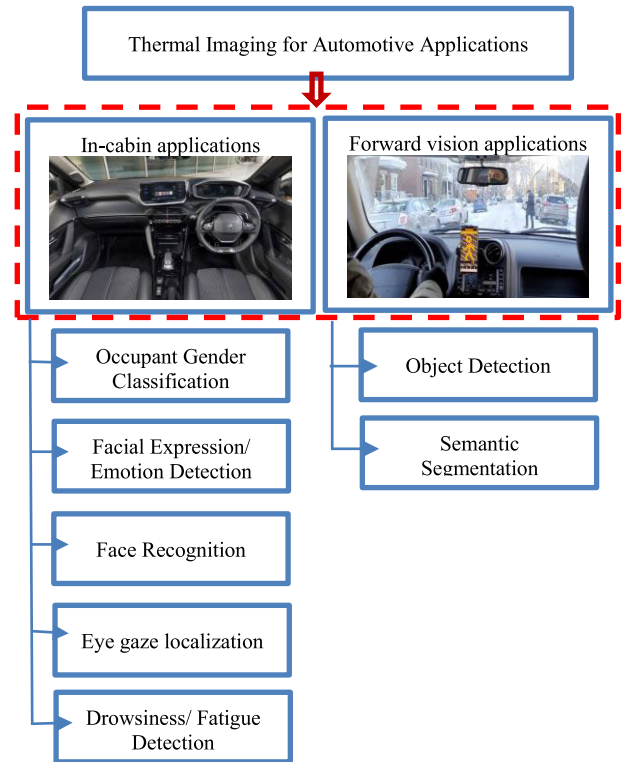 Thermal Imaging for Automotive Applications
In-cabin applications
Forward vision applications
Occupant Gender
Classification
Facial Expression/
Emotion Detection
Face Recognition
Eye gaze localization
Drowsiness/ Fatigue
Detection
Object Detection
Semantic
Segmentation